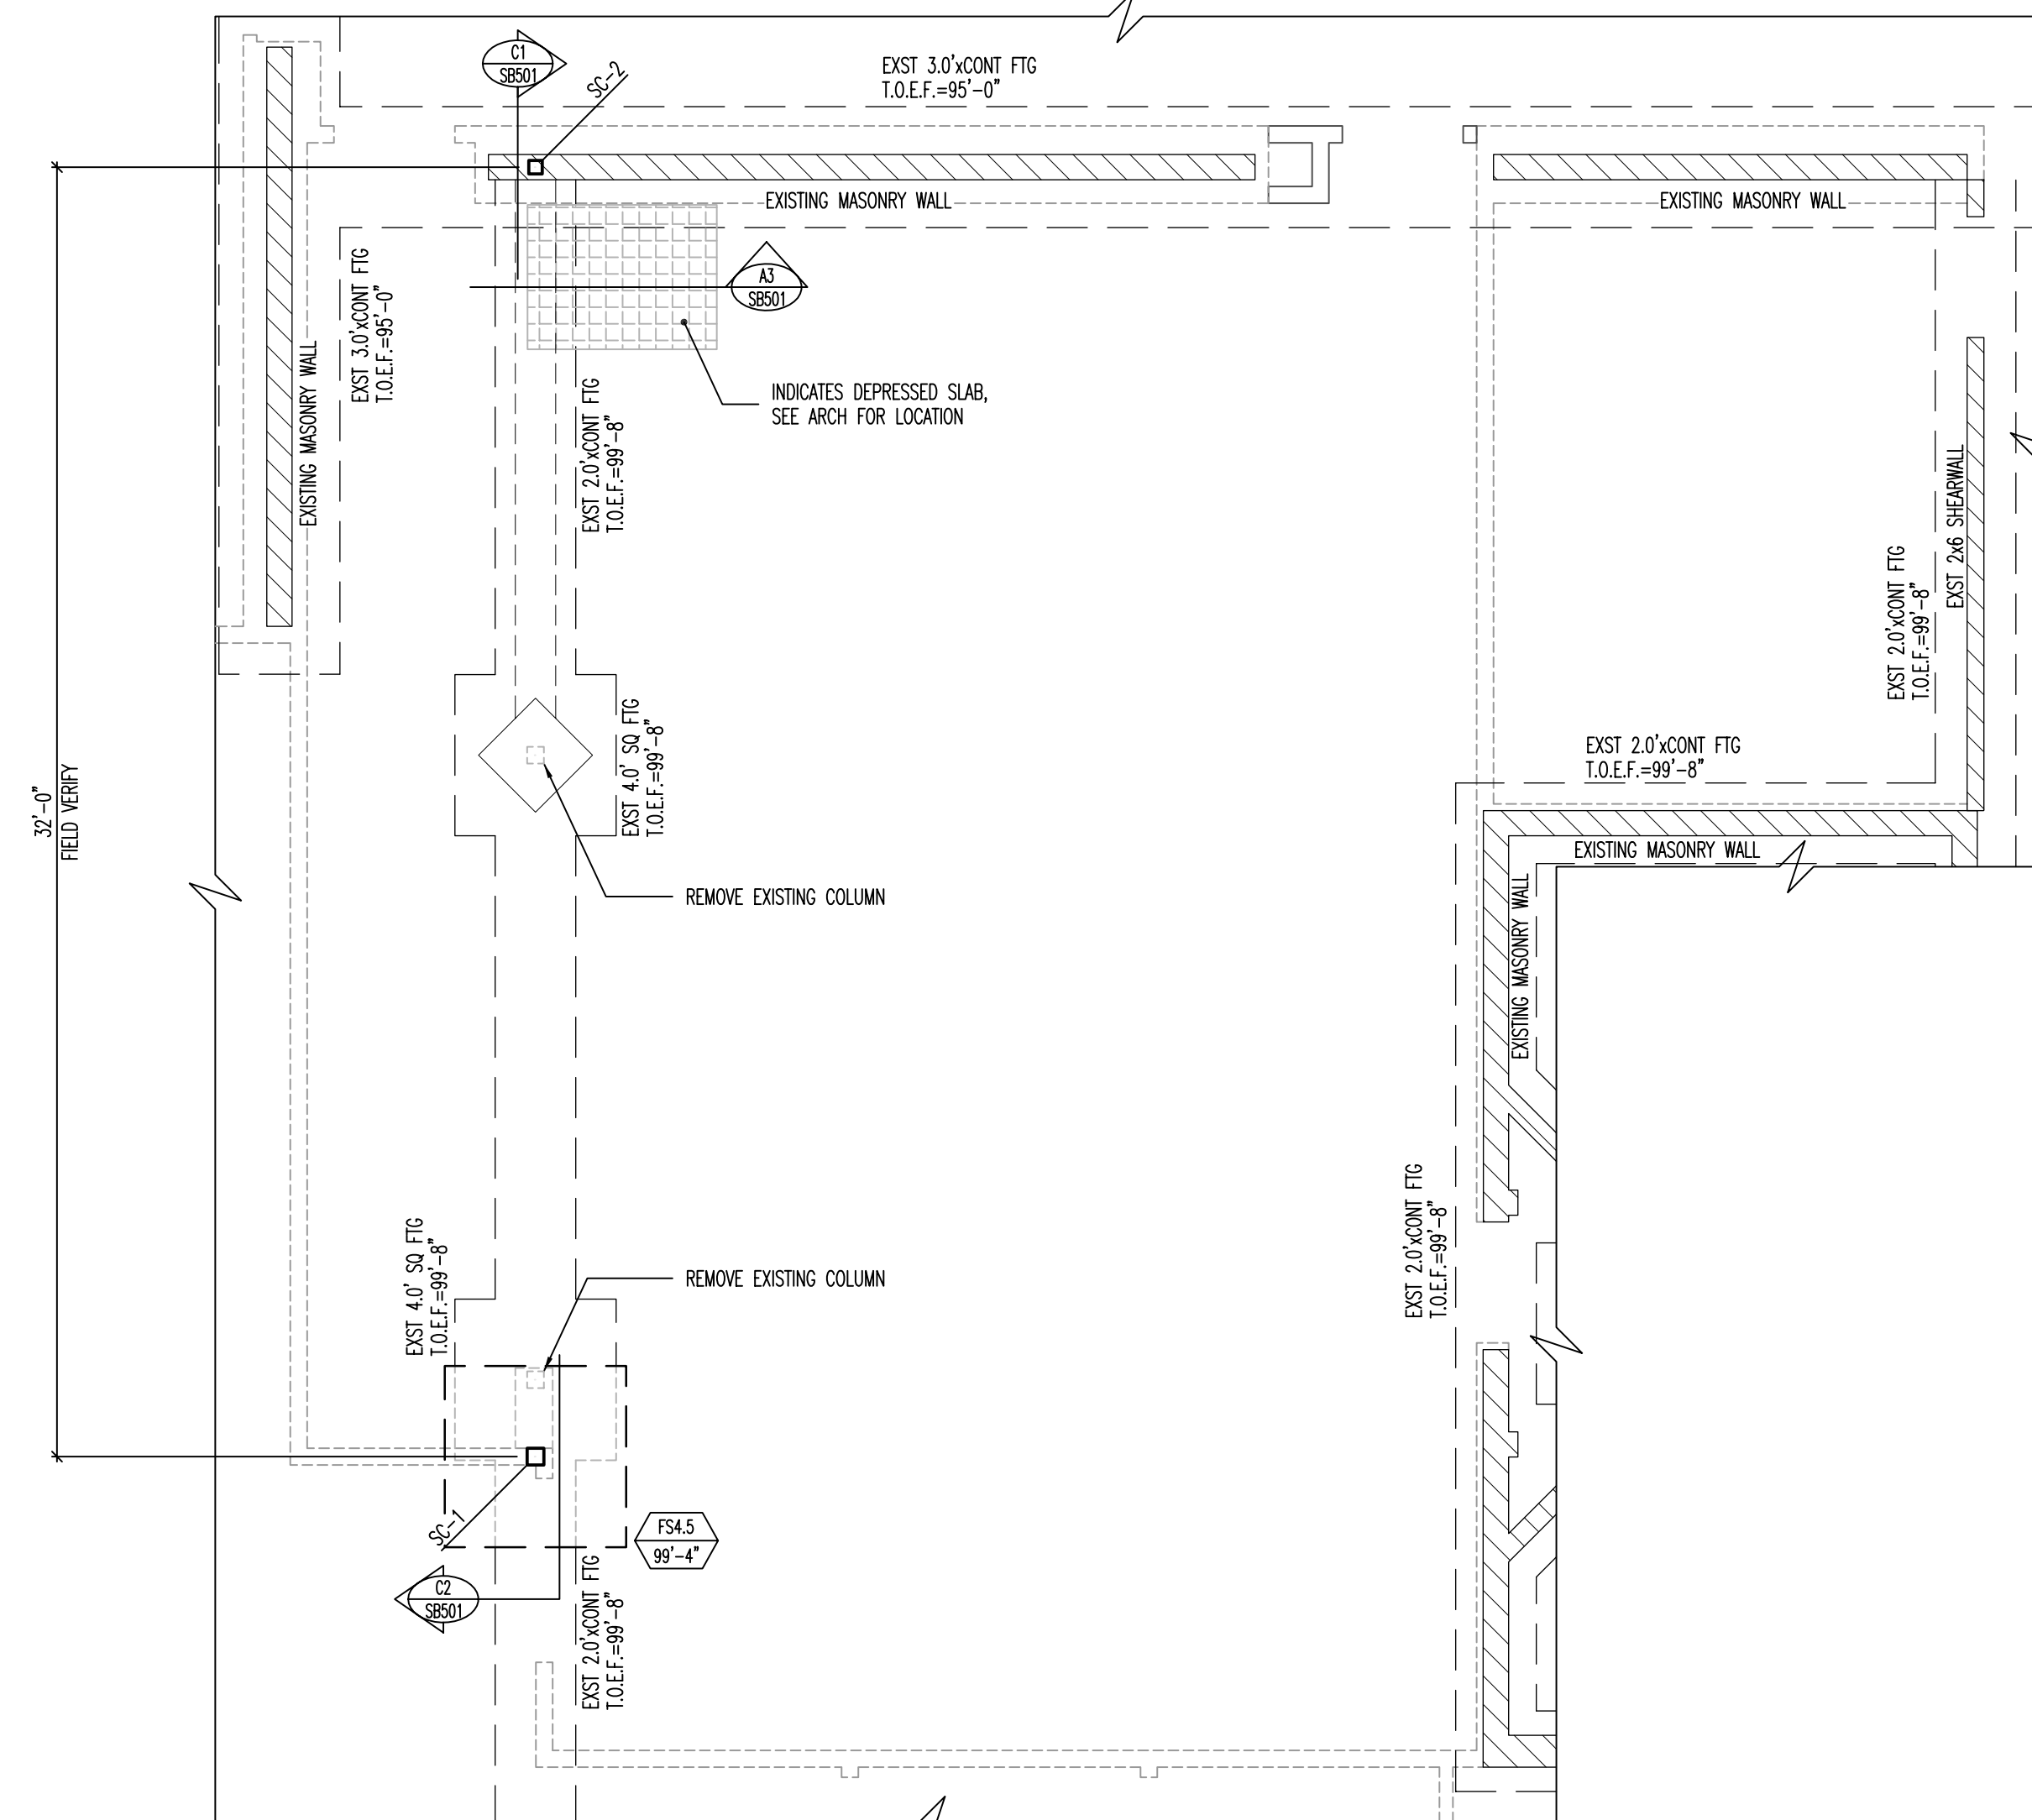 C1
SB501
SC-2
EXST 3.0'xCONT FTG
T.O.E.F.=95'-0"
EXISTING MASONRY WALL
EXISTING MASONRY WALL
A3
SB501
EXST 3.0'xCONT FTG
T.O.E.F.=95'-0"
EXISTING MASONRY WALL
INDICATES DEPRESSED SLAB,
SEE ARCH FOR LOCATION
EXST 2.0'xCONT FTG
T.O.E.F.=99'-8"
EXST 2x6 SHEARWALL
EXST 2.0'xCONT FTG
T.O.E.F.=99'-8"
EXST 4.0' SQ FTG
T.O.E.F.=99'-8"
EXST 2.0'xCONT FTG
T.O.E.F.=99'-8"
32'-0"
FIELD VERIFY
EXISTING MASONRY WALL
REMOVE EXISTING COLUMN
EXISTING MASONRY WALL
EXST 4.0' SQ FTG
T.O.E.F.=99'-8"
REMOVE EXISTING COLUMN
EXST 2.0'xCONT FTG
T.O.E.F.=99'-8"
SC-1
FS4.5
99'-4"
C2
SB501
EXST 2.0'xCONT FTG
T.O.E.F.=99'-8"